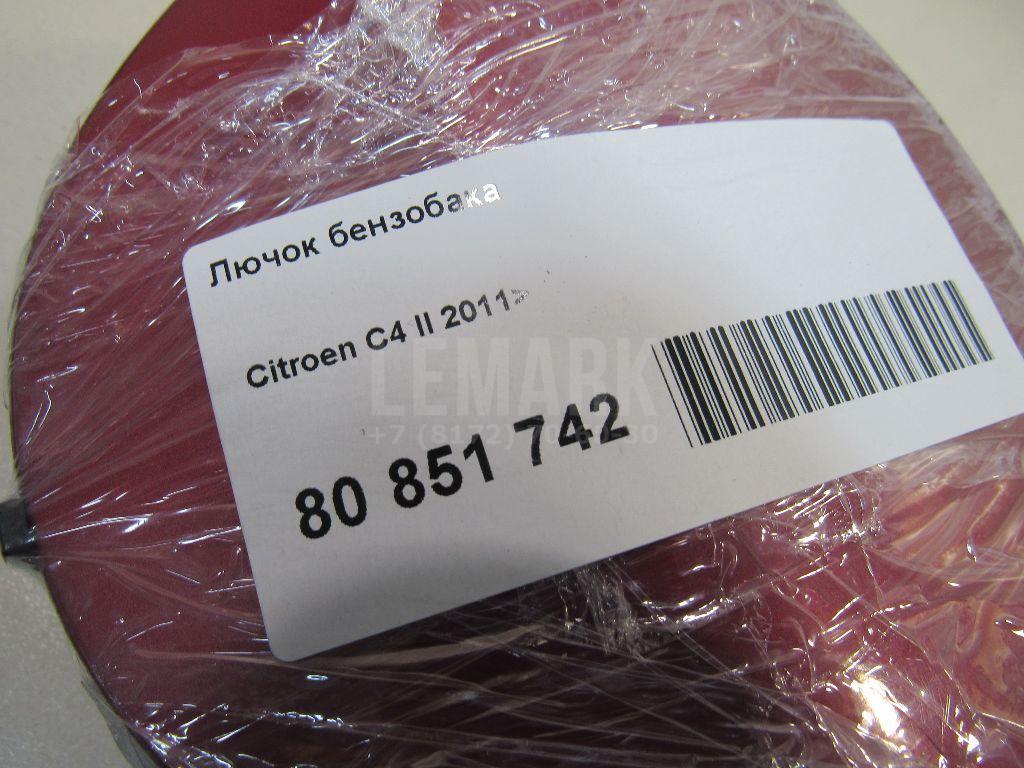 Лючок бензобака
Citroen C4 II 2011>
LEMARK
80 851 742